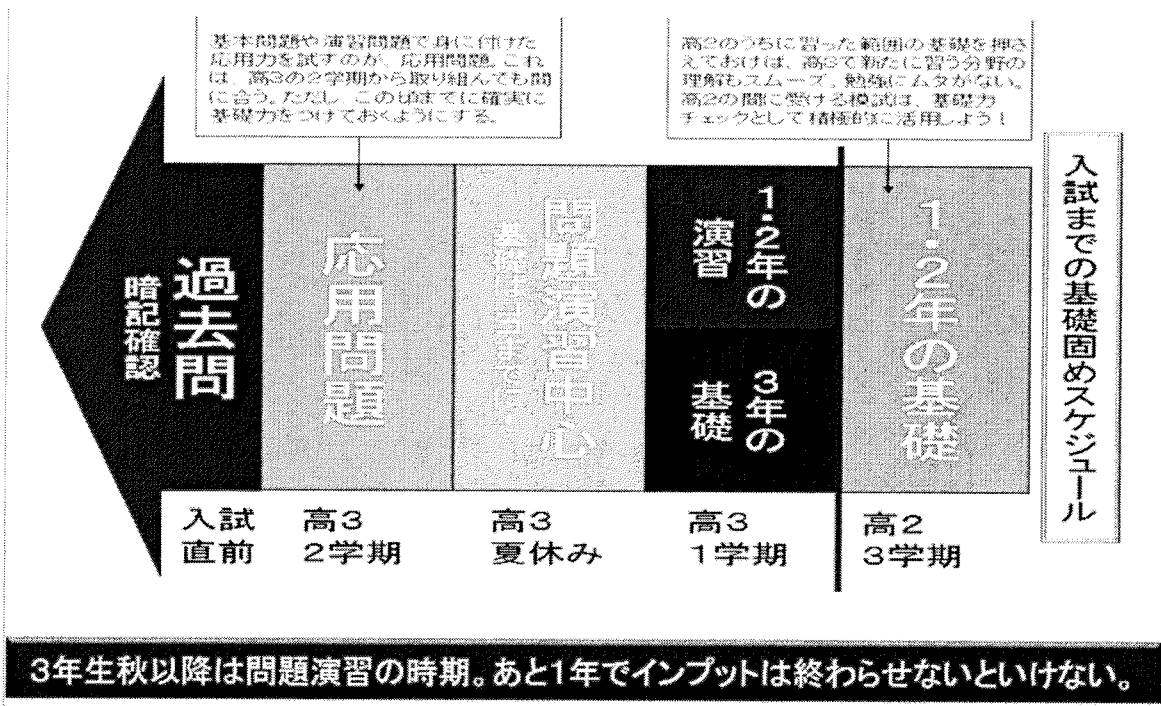 入試までの基礎固めスケジュール
高2のうちに習った範囲の基礎を押さ
えておけば、高3で新たに習う分野の
理解もスムーズ。勉強にムダがない。
高2の間に受ける模試は、基礎力
チェックとして積極的に活用しよう！
基本問題や演習問題で身に付けた
応用力を試すのが、応用問題。これ
は、高3の2学期から取り組んでも間
に合う。ただし、この頃までに確実に
基礎力をつけておくようにする。
1・2年の基礎
1・2年の
演習
3年の
基礎
問題演習中心
応用問題
過去問
暗記確認
高2
3学期
高3
1学期
高3
夏休み
高3
2学期
入試
直前
3年生秋以降は問題演習の時期。あと1年でインプットは終わらせないといけない。